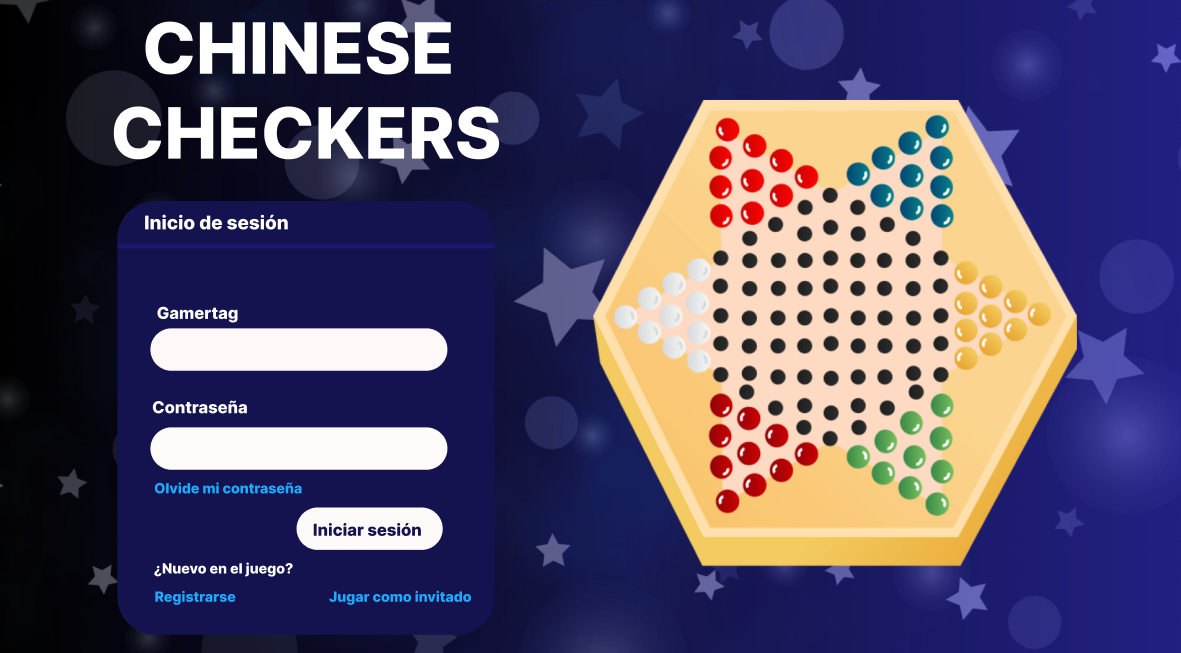 CHINESE
CHECKERS
Inicio de sesión
Gamertag
Contraseña
Olvide mi contraseña
Iniciar sesión
¿Nuevo en el juego?
Registrarse
Jugar como invitado